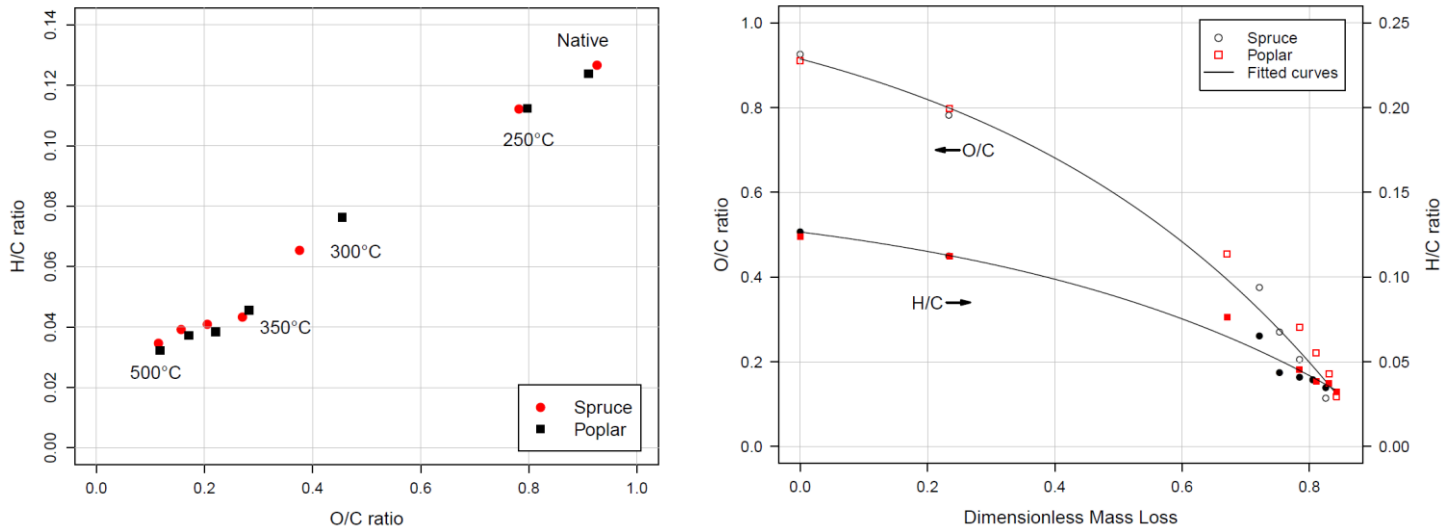 H/C ratio
0.14
0.12
0.10
0.08
0.06
0.04
0.02
0.00
Native
250°C
300°C
350°C
500°C
Spruce
Poplar
0.0 0.2 0.4 0.6 0.8 1.0
O/C ratio
O/C ratio
1.0
0.8
0.6
0.4
0.2
0.0
Spruce
Poplar
Fitted curves
O/C
H/C
0.25
0.20
0.15
0.10
0.05
0.00
H/C ratio
0.0 0.2 0.4 0.6 0.8
Dimensionless Mass Loss